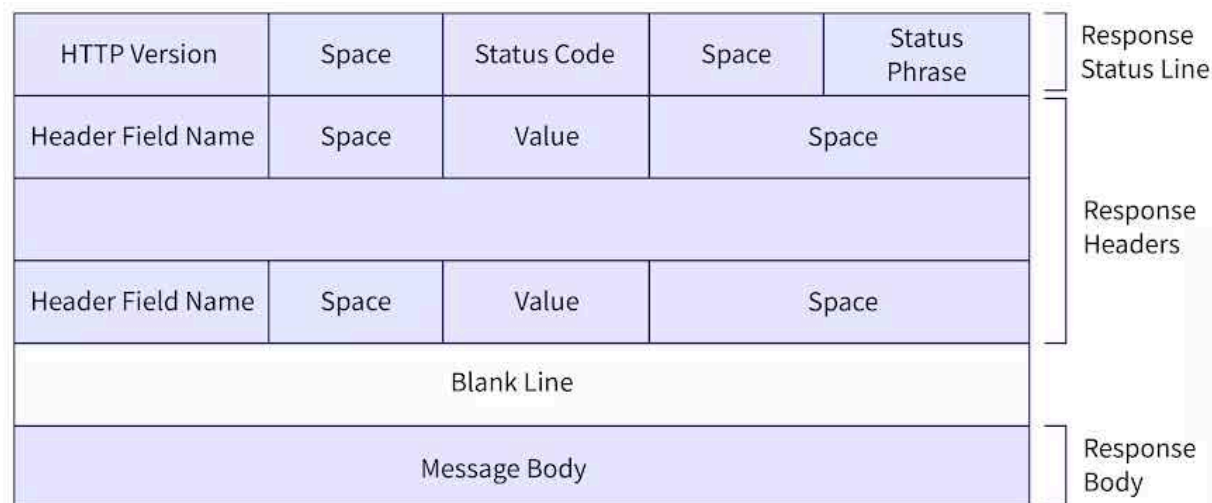 HTTP Version Space Status Code Space Status Phrase
Response Status Line
Header Field Name Space Value Space
Response Headers
Header Field Name Space Value Space
Blank Line
Message Body
Response Body